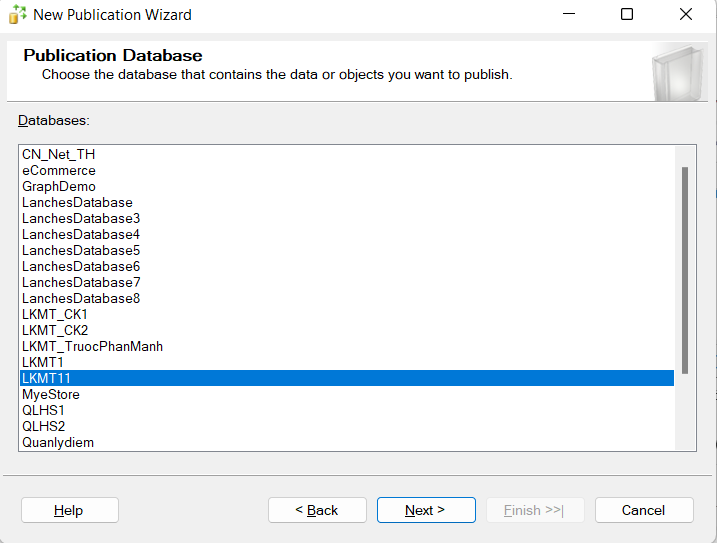 New Publication Wizard
Publication Database
Choose the database that contains the data or objects you want to publish.
Databases:
CN_Net_TH
eCommerce
GraphDemo
LanchesDatabase
LanchesDatabase3
LanchesDatabase4
LanchesDatabase5
LanchesDatabase6
LanchesDatabase7
LanchesDatabase8
LKMT_CK1
LKMT_CK2
LKMT_TruocPhanManh
LKMT1
LKMT11
MyeStore
QLHS1
QLHS2
Quanlydiem
Help
< Back
Next >
Finish >>|
Cancel